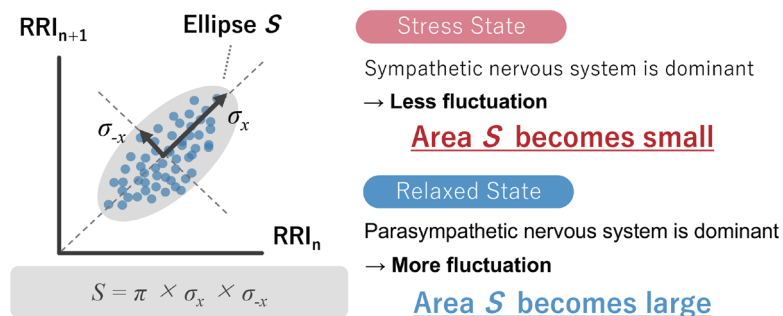 RRIn+1
Ellipse S
σ-x
σx
RRIn
S = π × σx × σ-x
Stress State
Sympathetic nervous system is dominant
→ Less fluctuation
Area S becomes small
Relaxed State
Parasympathetic nervous system is dominant
→ More fluctuation
Area S becomes large